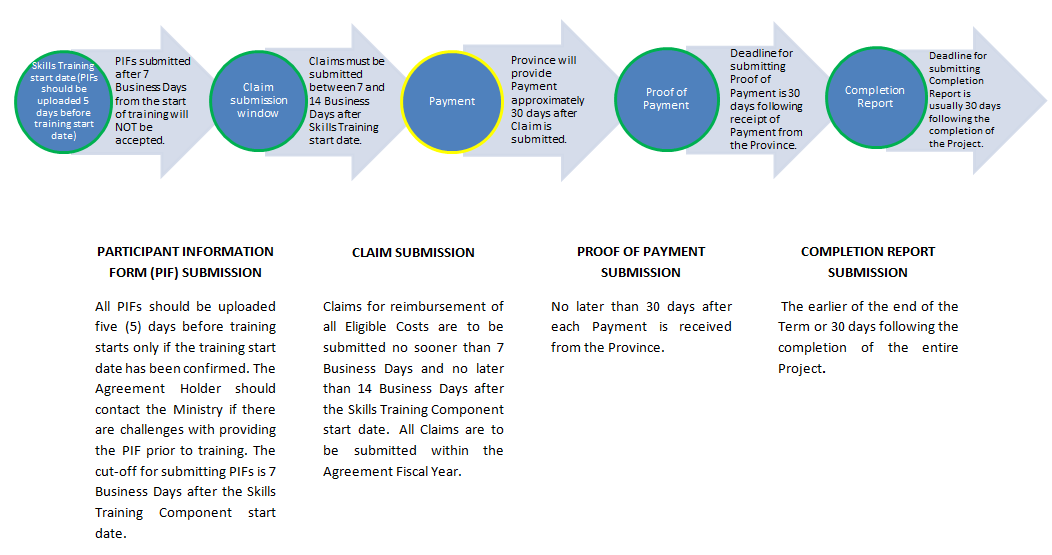 Skills Training
start date(PIFs
should be
uploaded 5
days before
training start
date)
PIFs submitted
after 7
Business Days
from the start
of training will
NOT be
accepted.
Claim
submission
window
Claims must be
submitted
between 7 and
14 Business
Days after
Skills Training
start date.
Payment
Province will
provide
Payment
approximately
30 days after
Claim is
submitted.
Proof of
Payment
Deadline for
submitting
Proof of
Payment is 30
days following
receipt of
Payment from
the Province.
Completion
Report
Deadline for
submitting
Completion
Report is
usually 30 days
following the
completion of
the Project.
PARTICIPANT INFORMATION
FORM (PIF) SUBMISSION
All PIFs should be uploaded
five (5) days before training
starts only if the training start
date has been confirmed. The
Agreement Holder should
contact the Ministry if there
are challenges with providing
the PIF prior to training. The
cut-off for submitting PIFs is 7
Business Days after the Skills
Training Component start
date.
CLAIM SUBMISSION
Claims for reimbursement of
all Eligible Costs are to be
submitted no sooner than 7
Business Days and no later
than 14 Business Days after
the Skills Training Component
start date. All Claims are to
be submitted within the
Agreement Fiscal Year.
PROOF OF PAYMENT
SUBMISSION
No later than 30 days after
each Payment is received
from the Province.
COMPLETION REPORT
SUBMISSION
The earlier of the end of the
Term or 30 days following the
completion of the entire
Project.